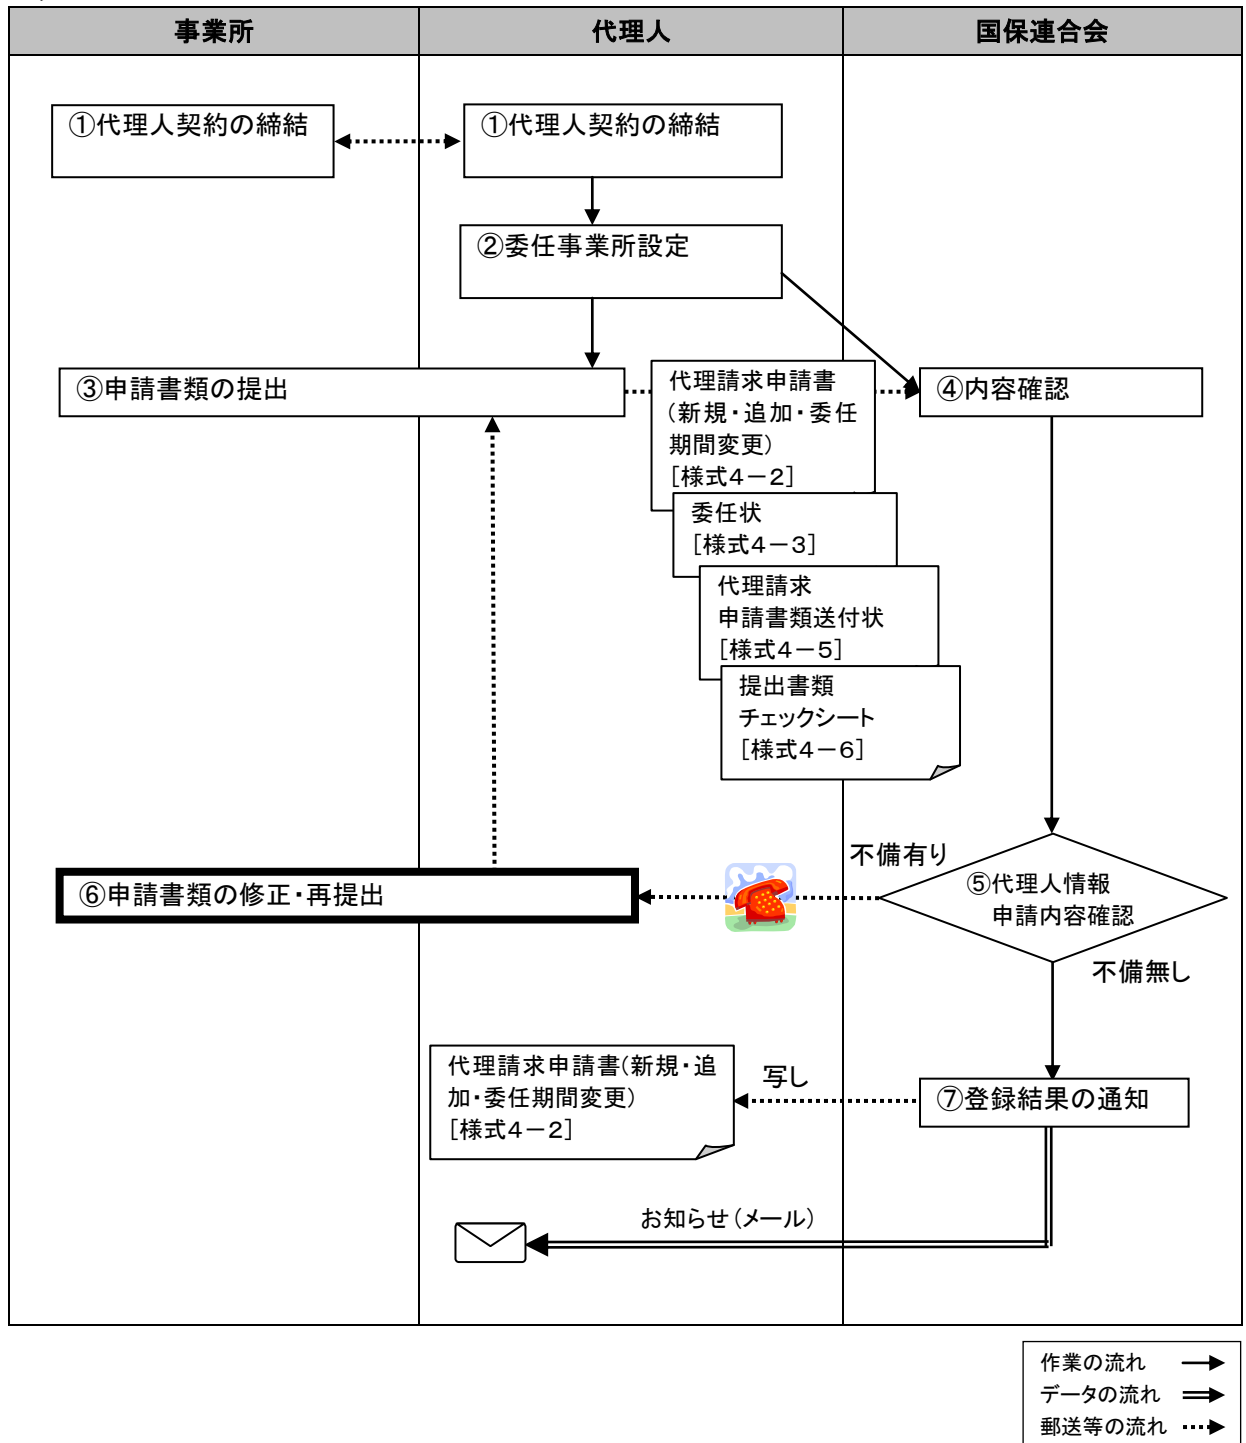 事業所
代理人
国保連合会
①代理人契約の締結
①代理人契約の締結
②委任事業所設定
③申請書類の提出
代理請求申請書
(新規・追加・委任
期間変更)
[様式4-2]
④内容確認
委任状
[様式4-3]
代理請求
申請書類送付状
[様式4-5]
提出書類
チェックシート
[様式4-6]
不備有り
⑤代理人情報
申請内容確認
⑥申請書類の修正・再提出
不備無し
代理請求申請書(新規・追
加・委任期間変更)
[様式4-2]
写し
⑦登録結果の通知
お知らせ(メール)
作業の流れ
データの流れ
郵送等の流れ